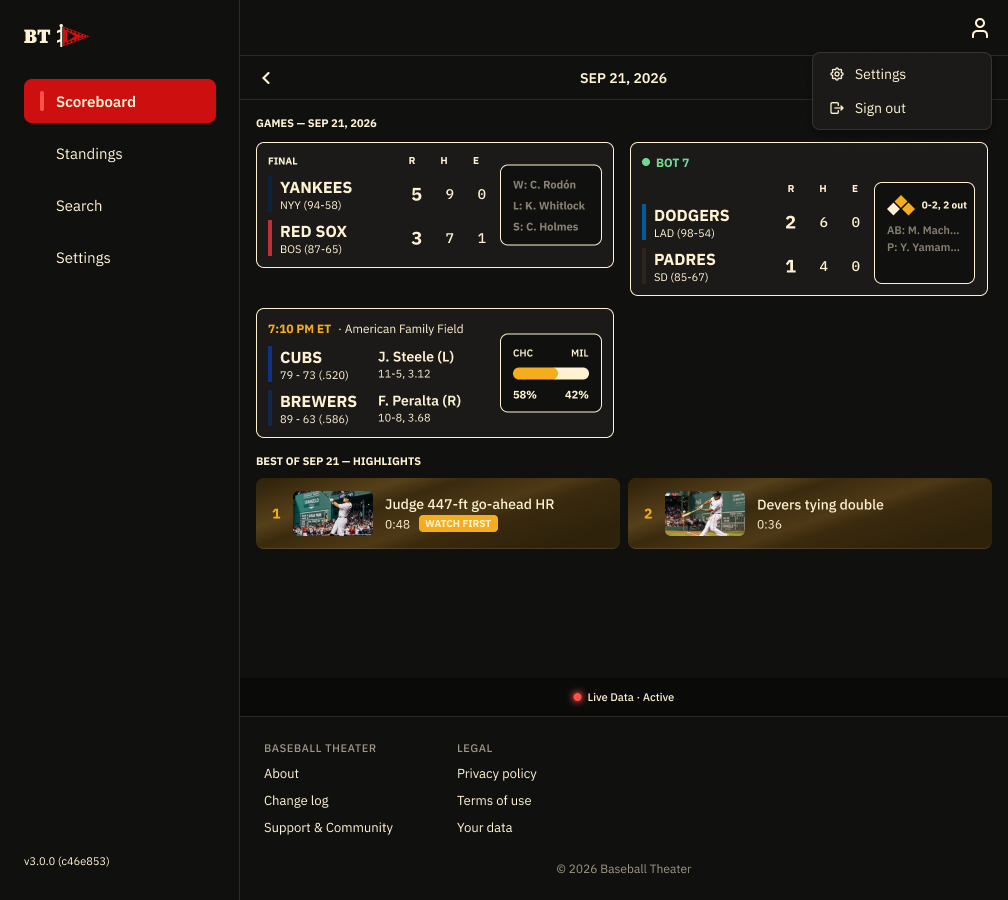 BT
Scoreboard
Standings
Search
Settings
v3.0.0 (c46e853)
SEP 21, 2026
Settings
Sign out
GAMES — SEP 21, 2026
FINAL R H E
YANKEES 5 9 0
NYY (94-58)
RED SOX 3 7 1
BOS (87-65)
W: C. Rodón
L: K. Whitlock
S: C. Holmes
BOT 7
R H E
DODGERS 2 6 0
LAD (98-54)
PADRES 1 4 0
SD (85-67)
0-2, 2 out
AB: M. Mach...
P: Y. Yamam...
7:10 PM ET · American Family Field
CUBS J. Steele (L)
79 - 73 (.520) 11-5, 3.12
BREWERS F. Peralta (R)
89 - 63 (.586) 10-8, 3.68
CHC MIL
58% 42%
BEST OF SEP 21 — HIGHLIGHTS
1 Judge 447-ft go-ahead HR
0:48 WATCH FIRST
2 Devers tying double
0:36
Live Data · Active
BASEBALL THEATER
About
Change log
Support & Community
LEGAL
Privacy policy
Terms of use
Your data
© 2026 Baseball Theater